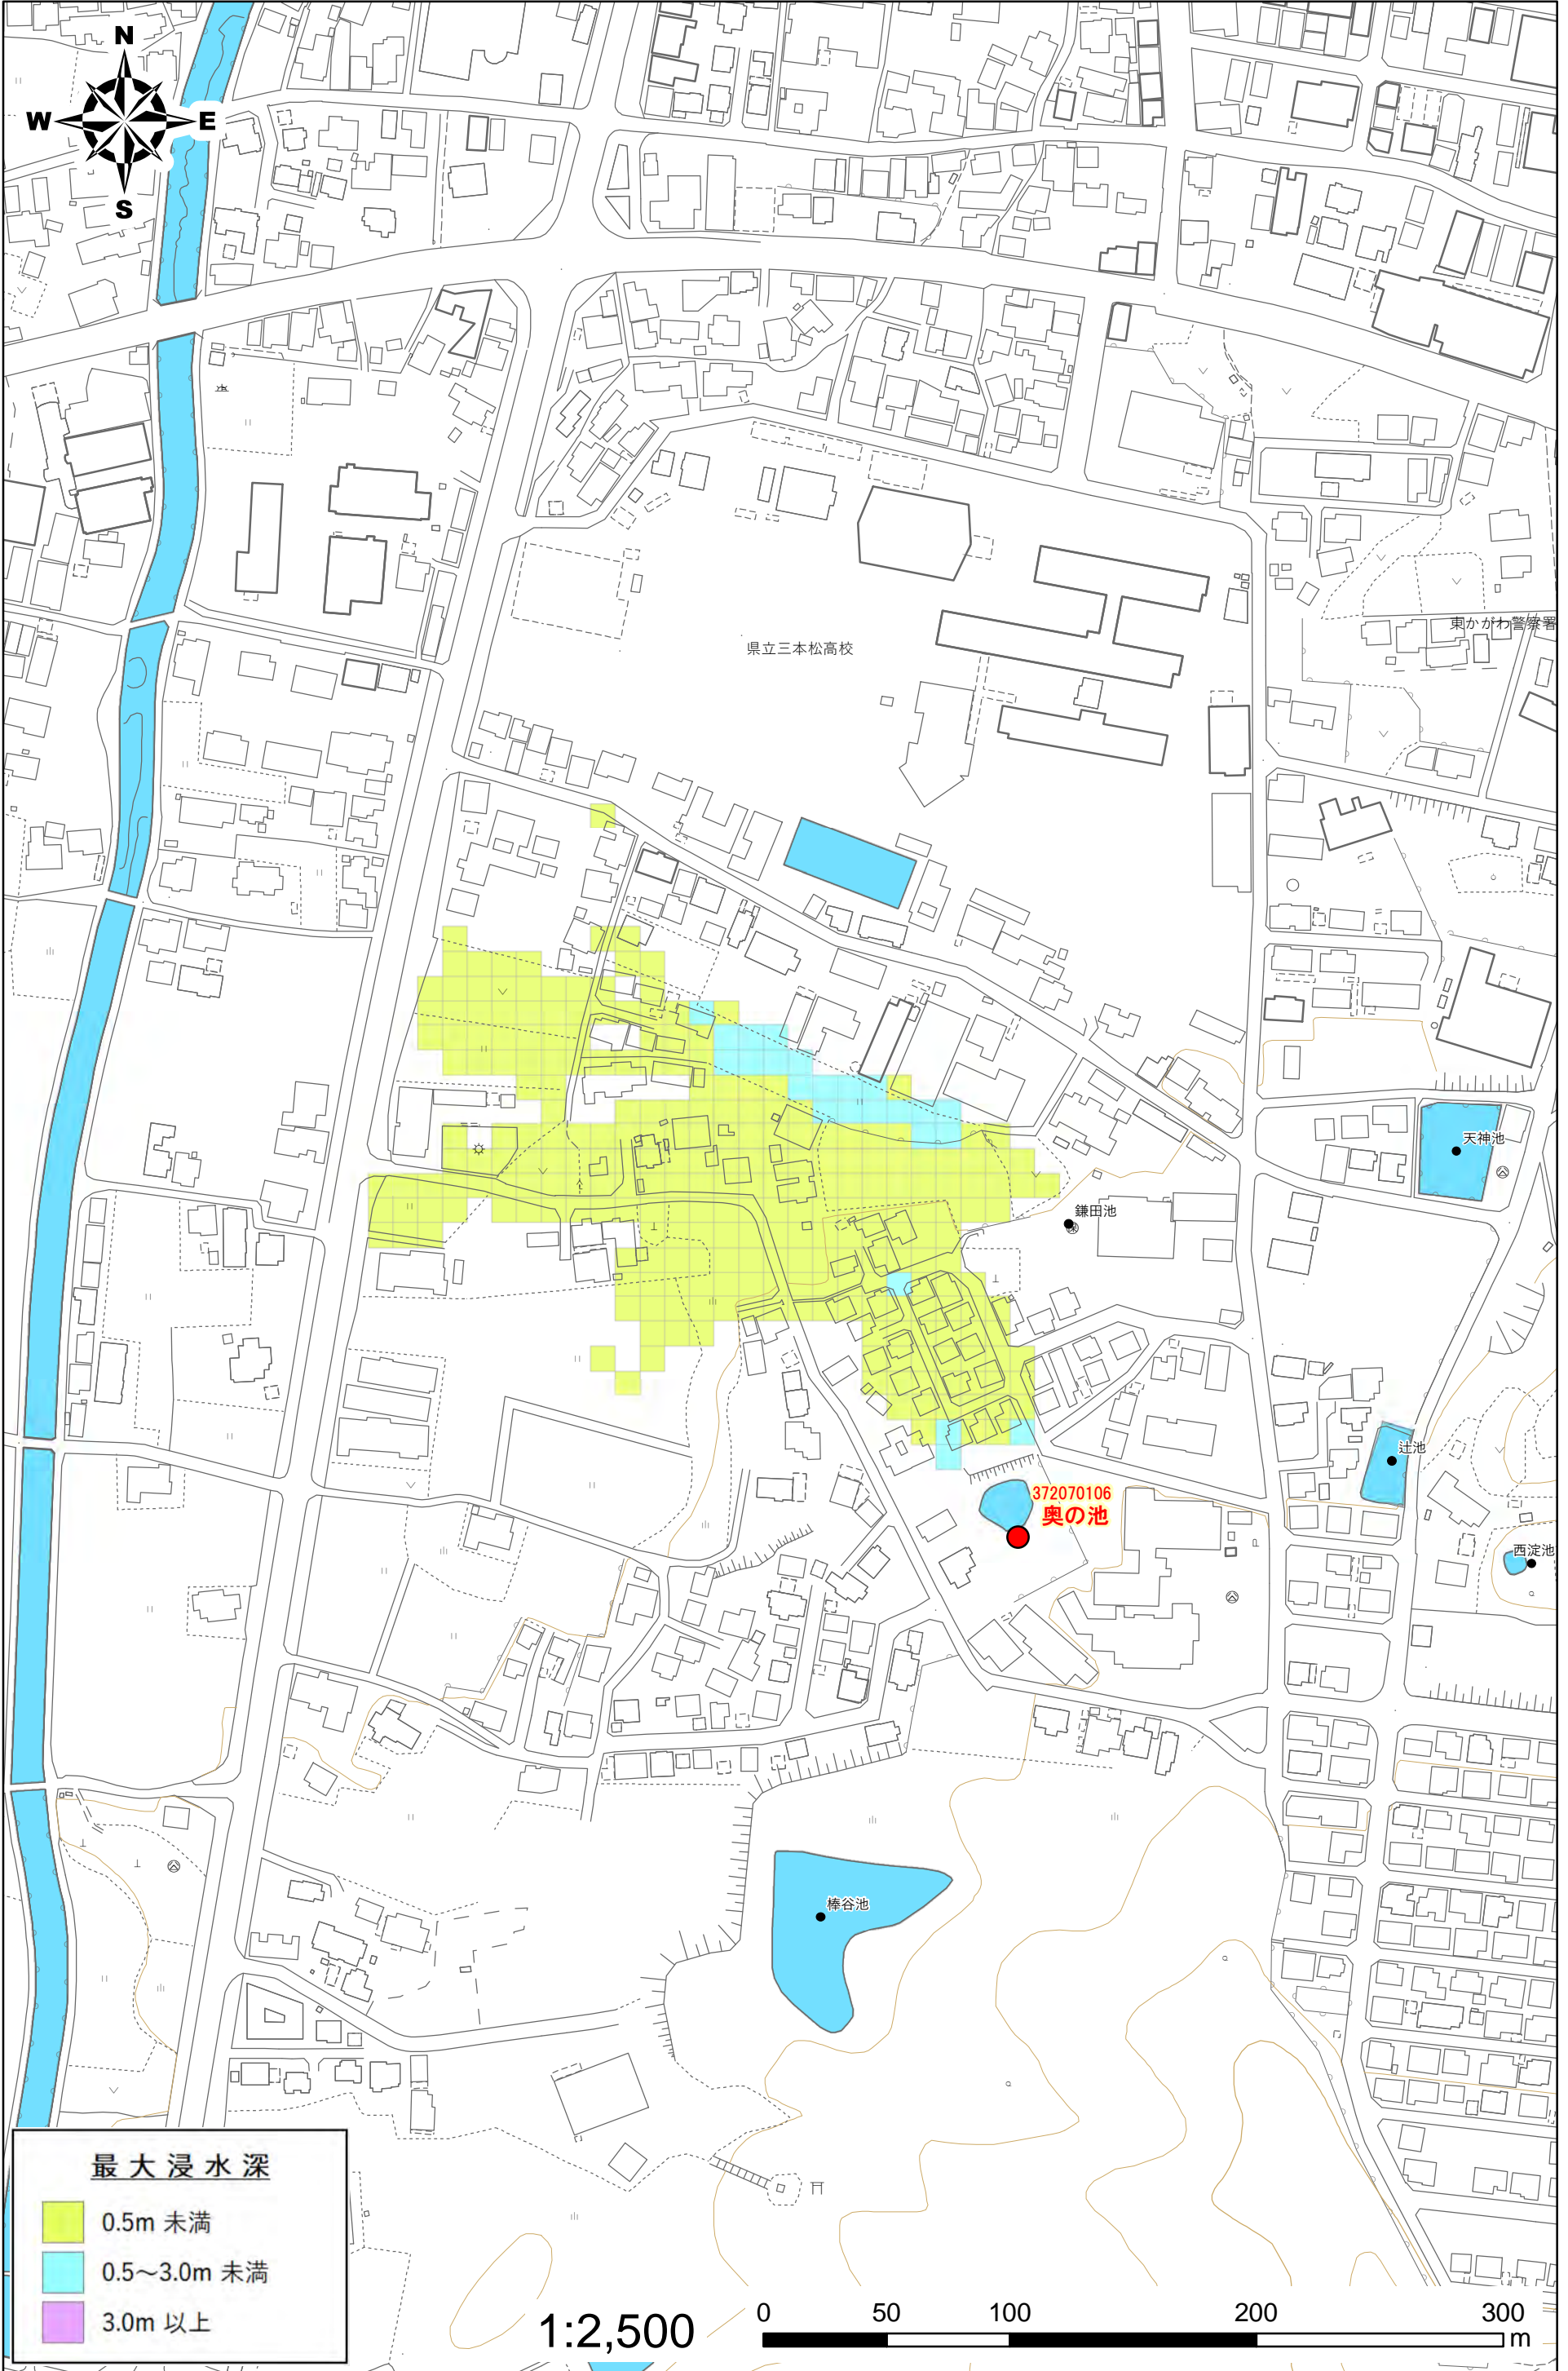 N
W
E
S
県立三本松高校
東かがわ警察署
天神池
鎌田池
辻池
372070106
奥の池
西淀池
棒谷池
最大浸水深
0.5m 未満
0.5～3.0m 未満
3.0m 以上
1:2,500
0 50 100 200 300
m